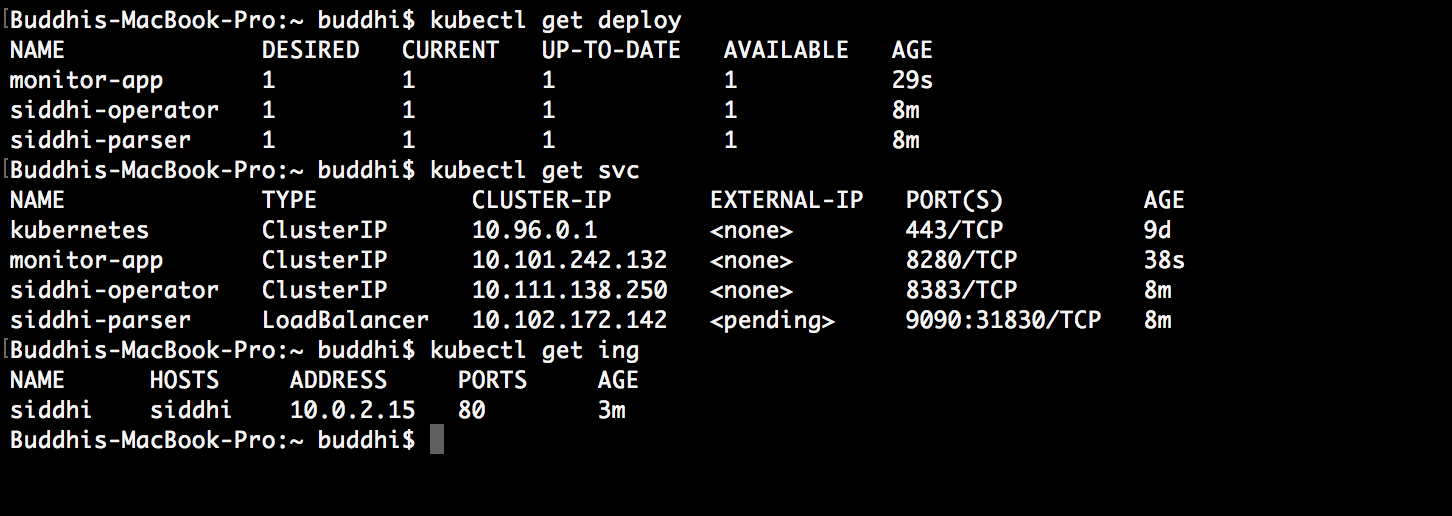 [Buddhis-MacBook-Pro:~ buddhi$ kubectl get deploy
NAME DESIRED CURRENT UP-TO-DATE AVAILABLE AGE
monitor-app 1 1 1 1 29s
siddhi-operator 1 1 1 1 8m
siddhi-parser 1 1 1 1 8m
[Buddhis-MacBook-Pro:~ buddhi$ kubectl get svc
NAME TYPE CLUSTER-IP EXTERNAL-IP PORT(S) AGE
kubernetes ClusterIP 10.96.0.1 <none> 443/TCP 9d
monitor-app ClusterIP 10.101.242.132 <none> 8280/TCP 38s
siddhi-operator ClusterIP 10.111.138.250 <none> 8383/TCP 8m
siddhi-parser LoadBalancer 10.102.172.142 <pending> 9090:31830/TCP 8m
[Buddhis-MacBook-Pro:~ buddhi$ kubectl get ing
NAME HOSTS ADDRESS PORTS AGE
siddhi siddhi 10.0.2.15 80 3m
Buddhis-MacBook-Pro:~ buddhi$